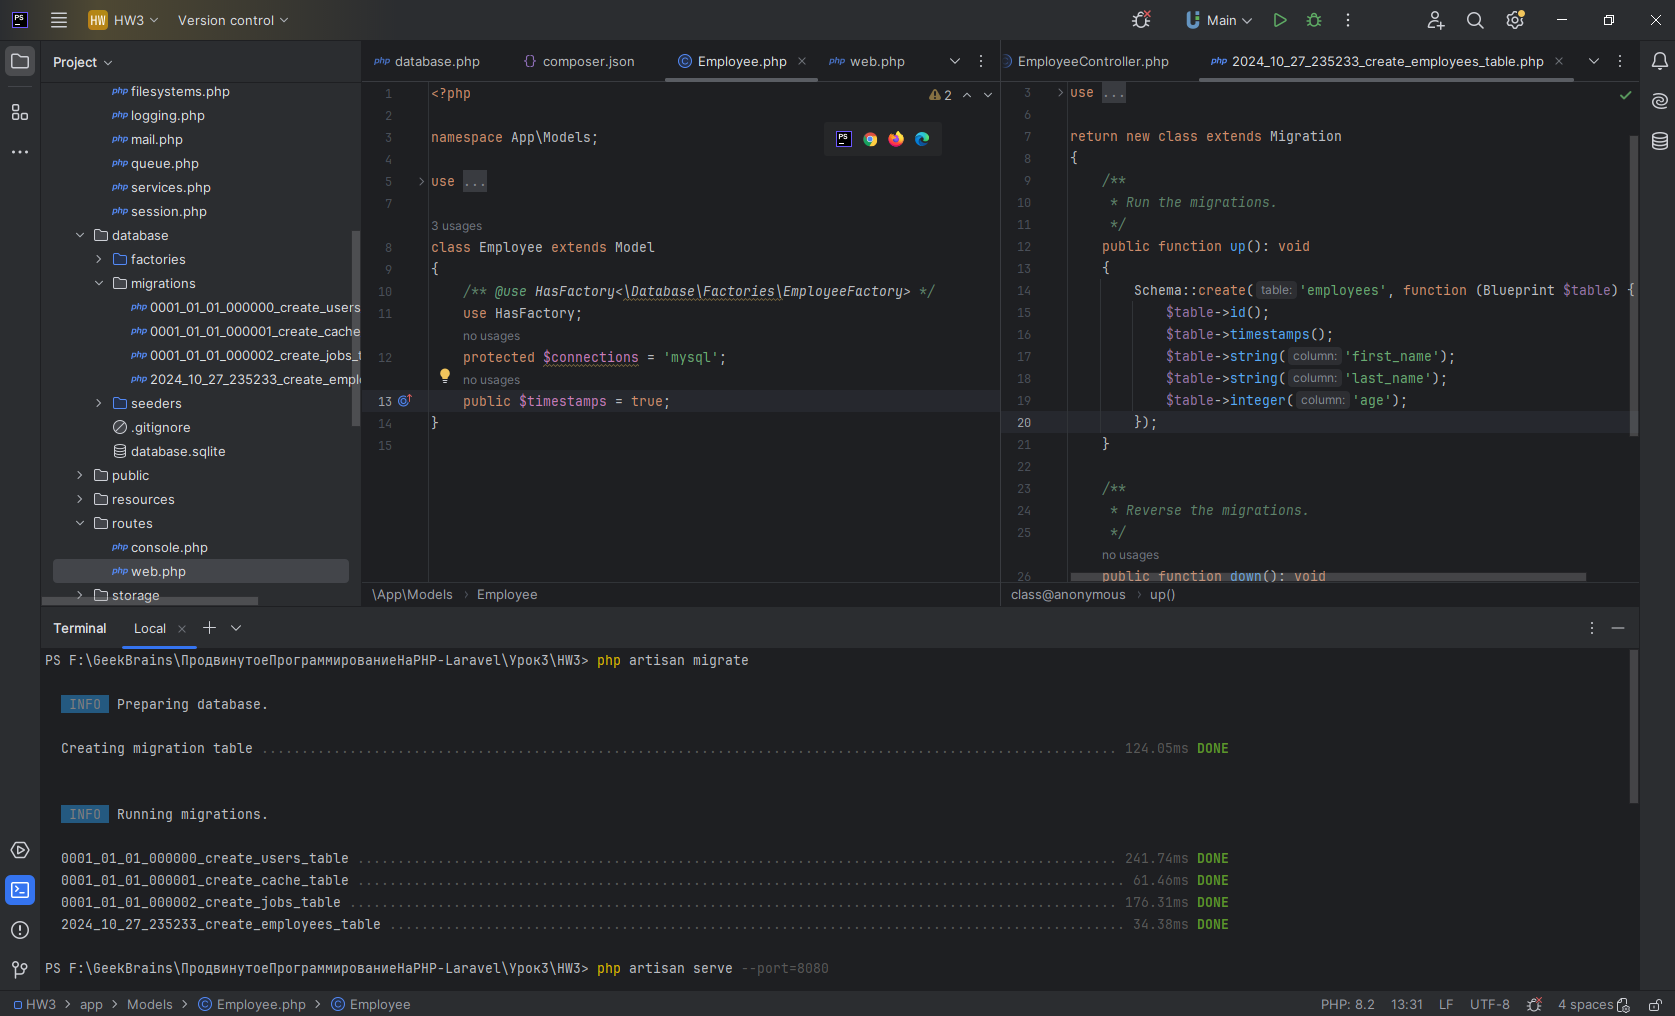 PS
HW HW3
Version control
Main
Project
filesystems.php
logging.php
mail.php
queue.php
services.php
session.php
database
factories
migrations
0001_01_01_000000_create_users
0001_01_01_000001_create_cache
0001_01_01_000002_create_jobs_t
2024_10_27_235233_create_empl
seeders
.gitignore
database.sqlite
public
resources
routes
console.php
web.php
storage
database.php
composer.json
Employee.php
web.php
1 <?php
2
3 namespace App\Models;
4
5 use ...
7
3 usages
8 class Employee extends Model
9 {
10 /** @use HasFactory<\Database\Factories\EmployeeFactory> */
11 use HasFactory;
no usages
12 protected $connections = 'mysql';
no usages
13 public $timestamps = true;
14 }
15
2
\App\Models > Employee
EmployeeController.php
2024_10_27_235233_create_employees_table.php
3 use ...
6
7 return new class extends Migration
8 {
9 /**
10 * Run the migrations.
11 */
12 public function up(): void
13 {
14 Schema::create( table: 'employees', function (Blueprint $table) {
15 $table->id();
16 $table->timestamps();
17 $table->string( column: 'first_name');
18 $table->string( column: 'last_name');
19 $table->integer( column: 'age');
20 });
21 }
22
23 /**
24 * Reverse the migrations.
25 */
no usages
26 public function down(): void
class@anonymous > up()
Terminal
Local
PS F:\GeekBrains\ПродвинутоеПрограммированиеНаPHP-Laravel\Урок3\HW3> php artisan migrate
INFO Preparing database.
Creating migration table ........ 124.05ms DONE
INFO Running migrations.
0001_01_01_000000_create_users_table ........ 241.74ms DONE
0001_01_01_000001_create_cache_table ........ 61.46ms DONE
0001_01_01_000002_create_jobs_table ........ 176.31ms DONE
2024_10_27_235233_create_employees_table ........ 34.38ms DONE
PS F:\GeekBrains\ПродвинутоеПрограммированиеНаPHP-Laravel\Урок3\HW3> php artisan serve --port=8080
HW3 > app > Models > Employee.php > Employee
PHP: 8.2 13:31 LF UTF-8 4 spaces